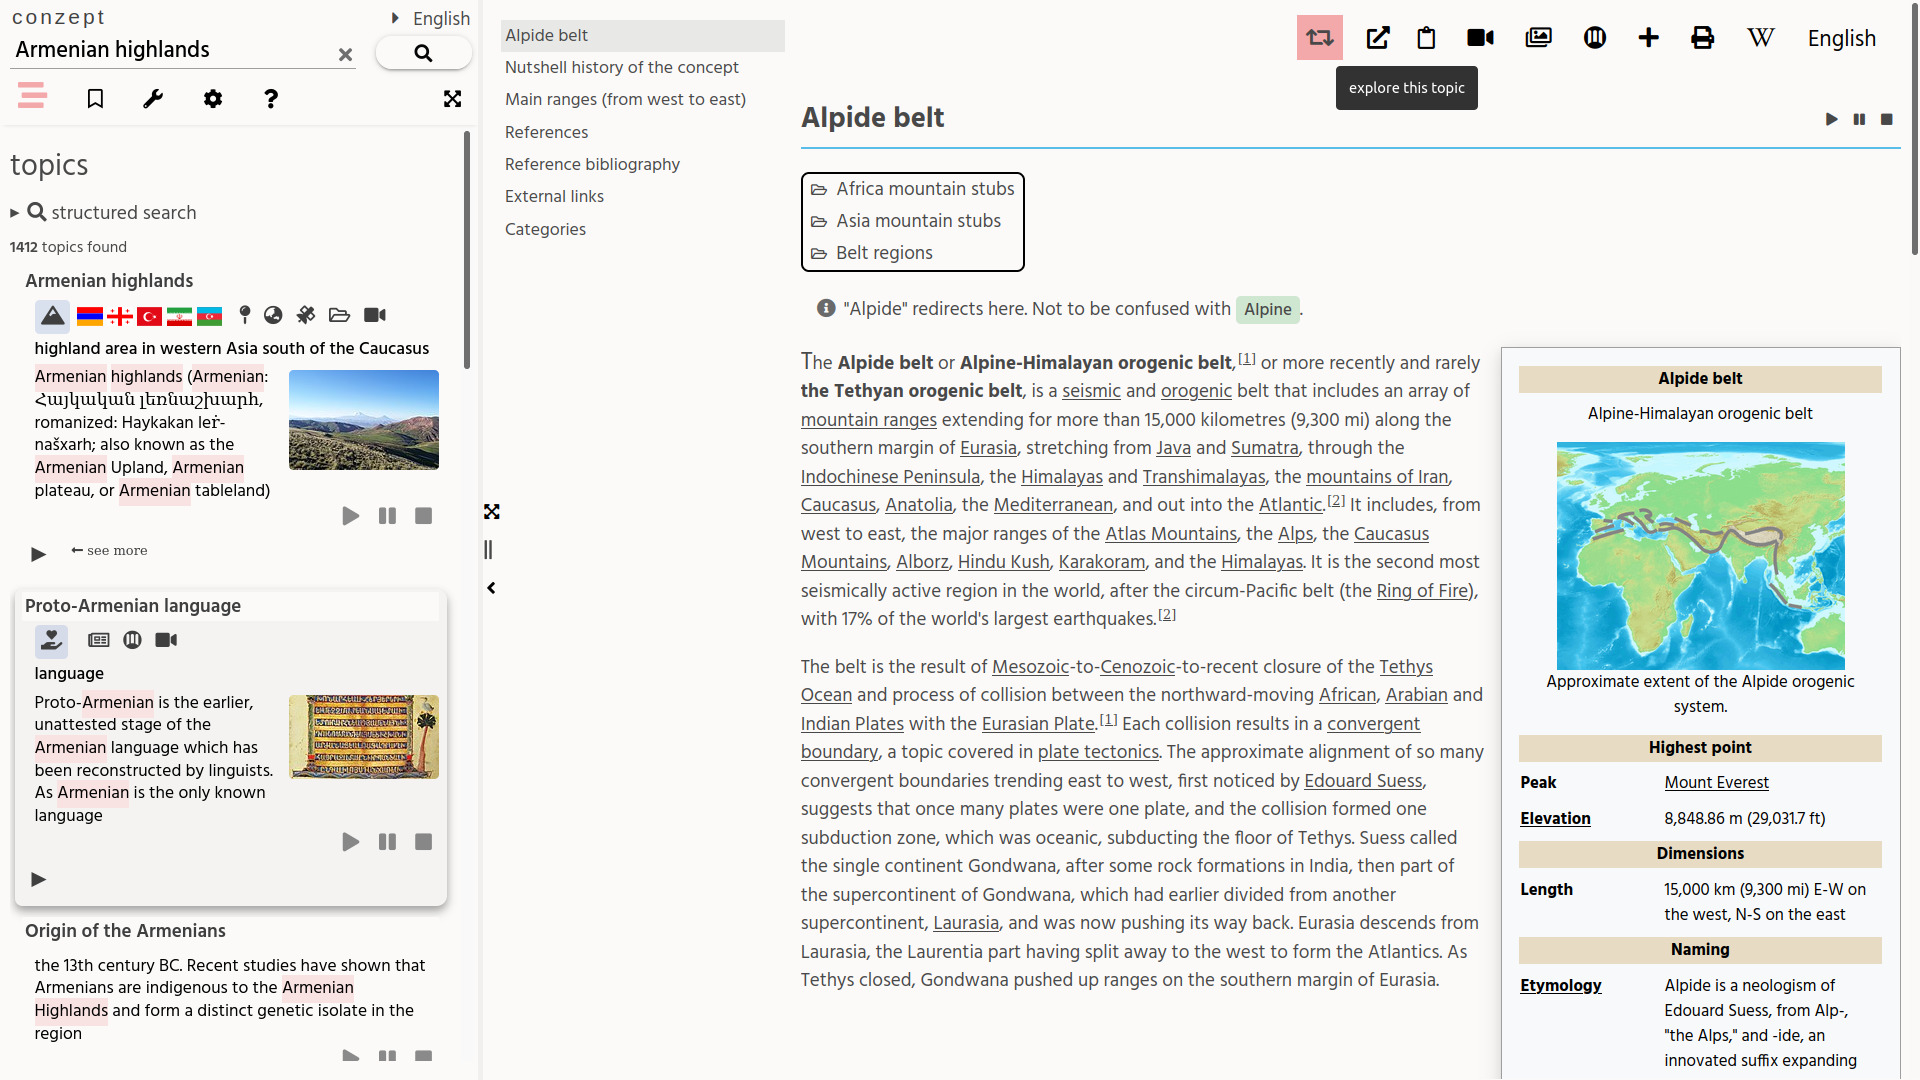 conzept
English
Armenian highlands
topics
structured search
1412 topics found
Armenian highlands
highland area in western Asia south of the Caucasus
Armenian highlands (Armenian:
Հայկական լեռնաշխարհ,
romanized: Haykakan leṙ-
našxarh; also known as the
Armenian Upland, Armenian
plateau, or Armenian tableland)
see more
Proto-Armenian language
language
Proto-Armenian is the earlier,
unattested stage of the
Armenian language which has
been reconstructed by linguists.
As Armenian is the only known
language
Origin of the Armenians
the 13th century BC. Recent studies have shown that
Armenians are indigenous to the Armenian
Highlands and form a distinct genetic isolate in the
region
Alpide belt
Nutshell history of the concept
Main ranges (from west to east)
References
Reference bibliography
External links
Categories
W English
explore this topic
Alpide belt
Africa mountain stubs
Asia mountain stubs
Belt regions
"Alpide" redirects here. Not to be confused with Alpine.
The Alpide belt or Alpine-Himalayan orogenic belt,[1] or more recently and rarely
the Tethyan orogenic belt, is a seismic and orogenic belt that includes an array of
mountain ranges extending for more than 15,000 kilometres (9,300 mi) along the
southern margin of Eurasia, stretching from Java and Sumatra, through the
Indochinese Peninsula, the Himalayas and Transhimalayas, the mountains of Iran,
Caucasus, Anatolia, the Mediterranean, and out into the Atlantic.[2] It includes, from
west to east, the major ranges of the Atlas Mountains, the Alps, the Caucasus
Mountains, Alborz, Hindu Kush, Karakoram, and the Himalayas. It is the second most
seismically active region in the world, after the circum-Pacific belt (the Ring of Fire),
with 17% of the world's largest earthquakes.[2]
The belt is the result of Mesozoic-to-Cenozoic-to-recent closure of the Tethys
Ocean and process of collision between the northward-moving African, Arabian and
Indian Plates with the Eurasian Plate.[1] Each collision results in a convergent
boundary, a topic covered in plate tectonics. The approximate alignment of so many
convergent boundaries trending east to west, first noticed by Edouard Suess,
suggests that once many plates were one plate, and the collision formed one
subduction zone, which was oceanic, subducting the floor of Tethys. Suess called
the single continent Gondwana, after some rock formations in India, then part of
the supercontinent of Gondwana, which had earlier divided from another
supercontinent, Laurasia, and was now pushing its way back. Eurasia descends from
Laurasia, the Laurentia part having split away to the west to form the Atlantics. As
Tethys closed, Gondwana pushed up ranges on the southern margin of Eurasia.
Alpide belt
Alpine-Himalayan orogenic belt
Approximate extent of the Alpide orogenic
system.
Highest point
Peak Mount Everest
Elevation 8,848.86 m (29,031.7 ft)
Dimensions
Length 15,000 km (9,300 mi) E-W on
the west, N-S on the east
Naming
Etymology Alpide is a neologism of
Edouard Suess, from Alp-,
"the Alps," and -ide, an
innovated suffix expanding